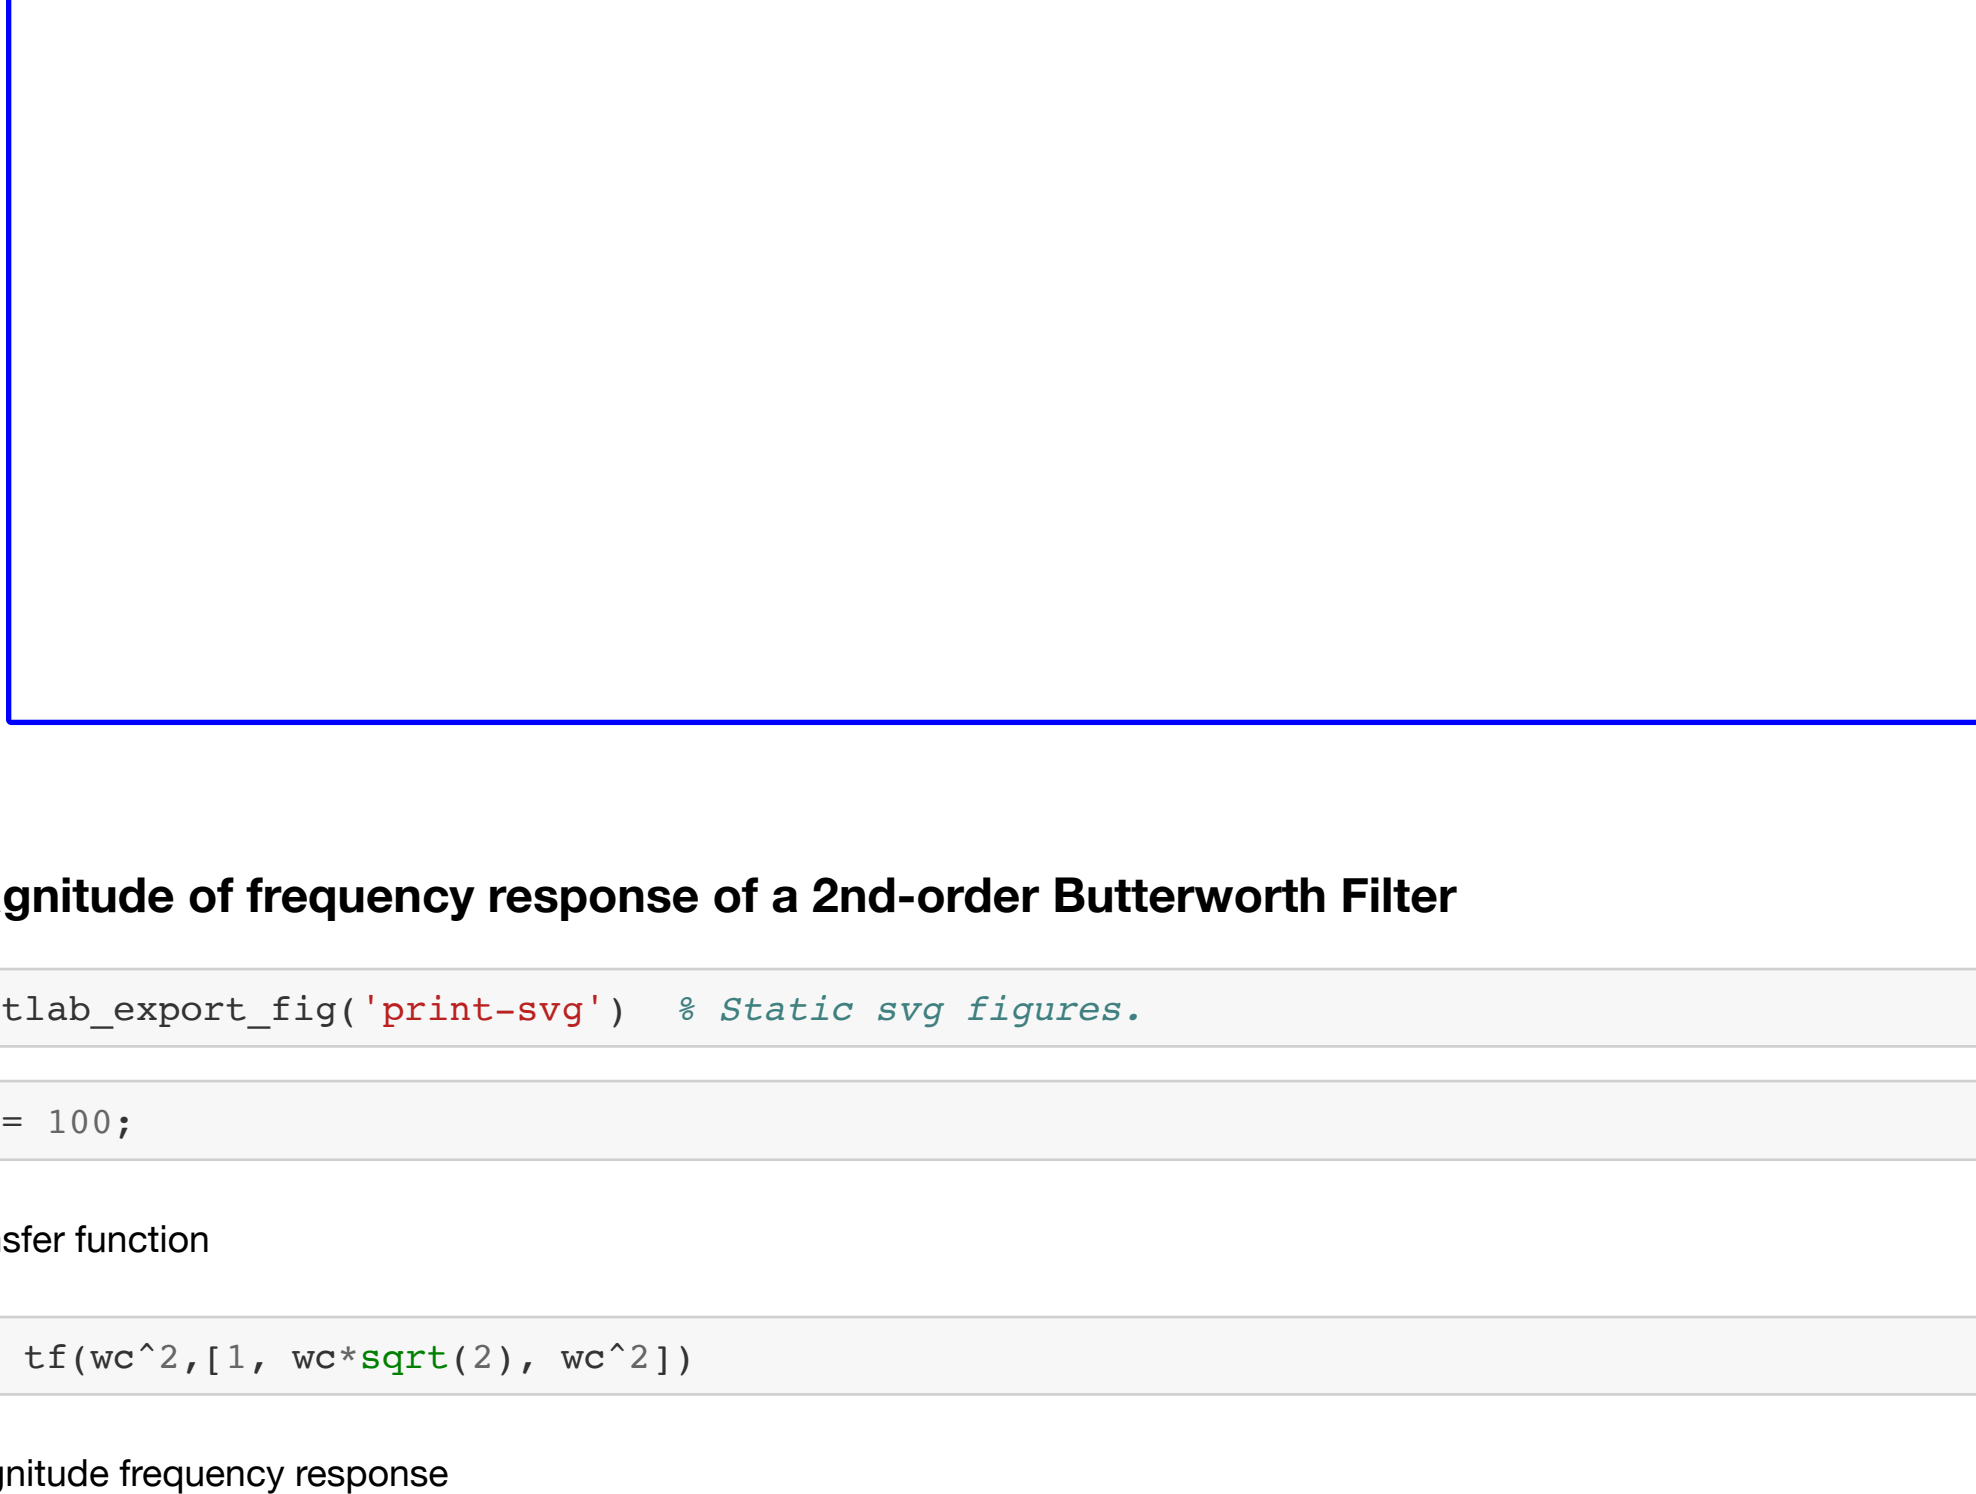 gnitude of frequency response of a 2nd-order Butterworth Filter
tlab_export_fig('print-svg')  % Static svg figures.
= 100;
sfer function
tf(wc^2,[1, wc*sqrt(2), wc^2])
gnitude frequency response